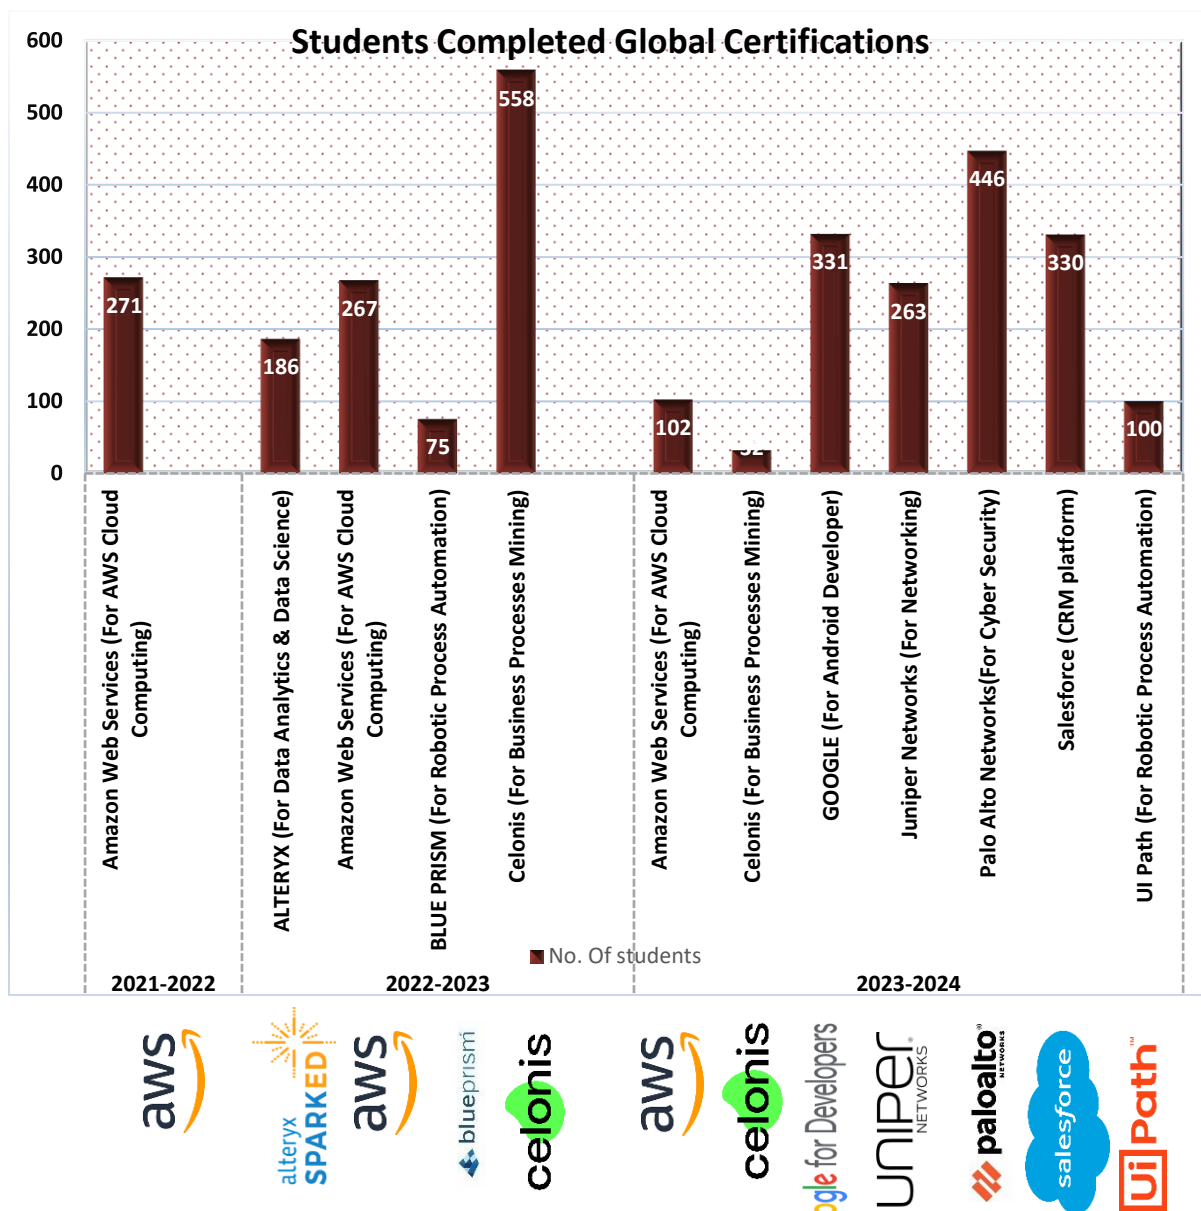 Students Completed Global Certifications
600
500
400
300
200
100
0
271
186
267
75
558
102
32
331
263
446
330
100
Amazon Web Services (For AWS Cloud
Computing)
ALTERYX (For Data Analytics & Data Science)
Amazon Web Services (For AWS Cloud
Computing)
BLUE PRISM (For Robotic Process Automation)
Celonis (For Business Processes Mining)
Amazon Web Services (For AWS Cloud
Computing)
Celonis (For Business Processes Mining)
GOOGLE (For Android Developer)
Juniper Networks (For Networking)
Palo Alto Networks(For Cyber Security)
Salesforce (CRM platform)
UI Path (For Robotic Process Automation)
No. Of students
2021-2022
2022-2023
2023-2024
aws
alteryx
SPARKED
aws
blueprism
celonis
aws
celonis
ogle for Developers
UNIPER
NETWORKS
paloalto
NETWORKS
salesforce
UiPath™